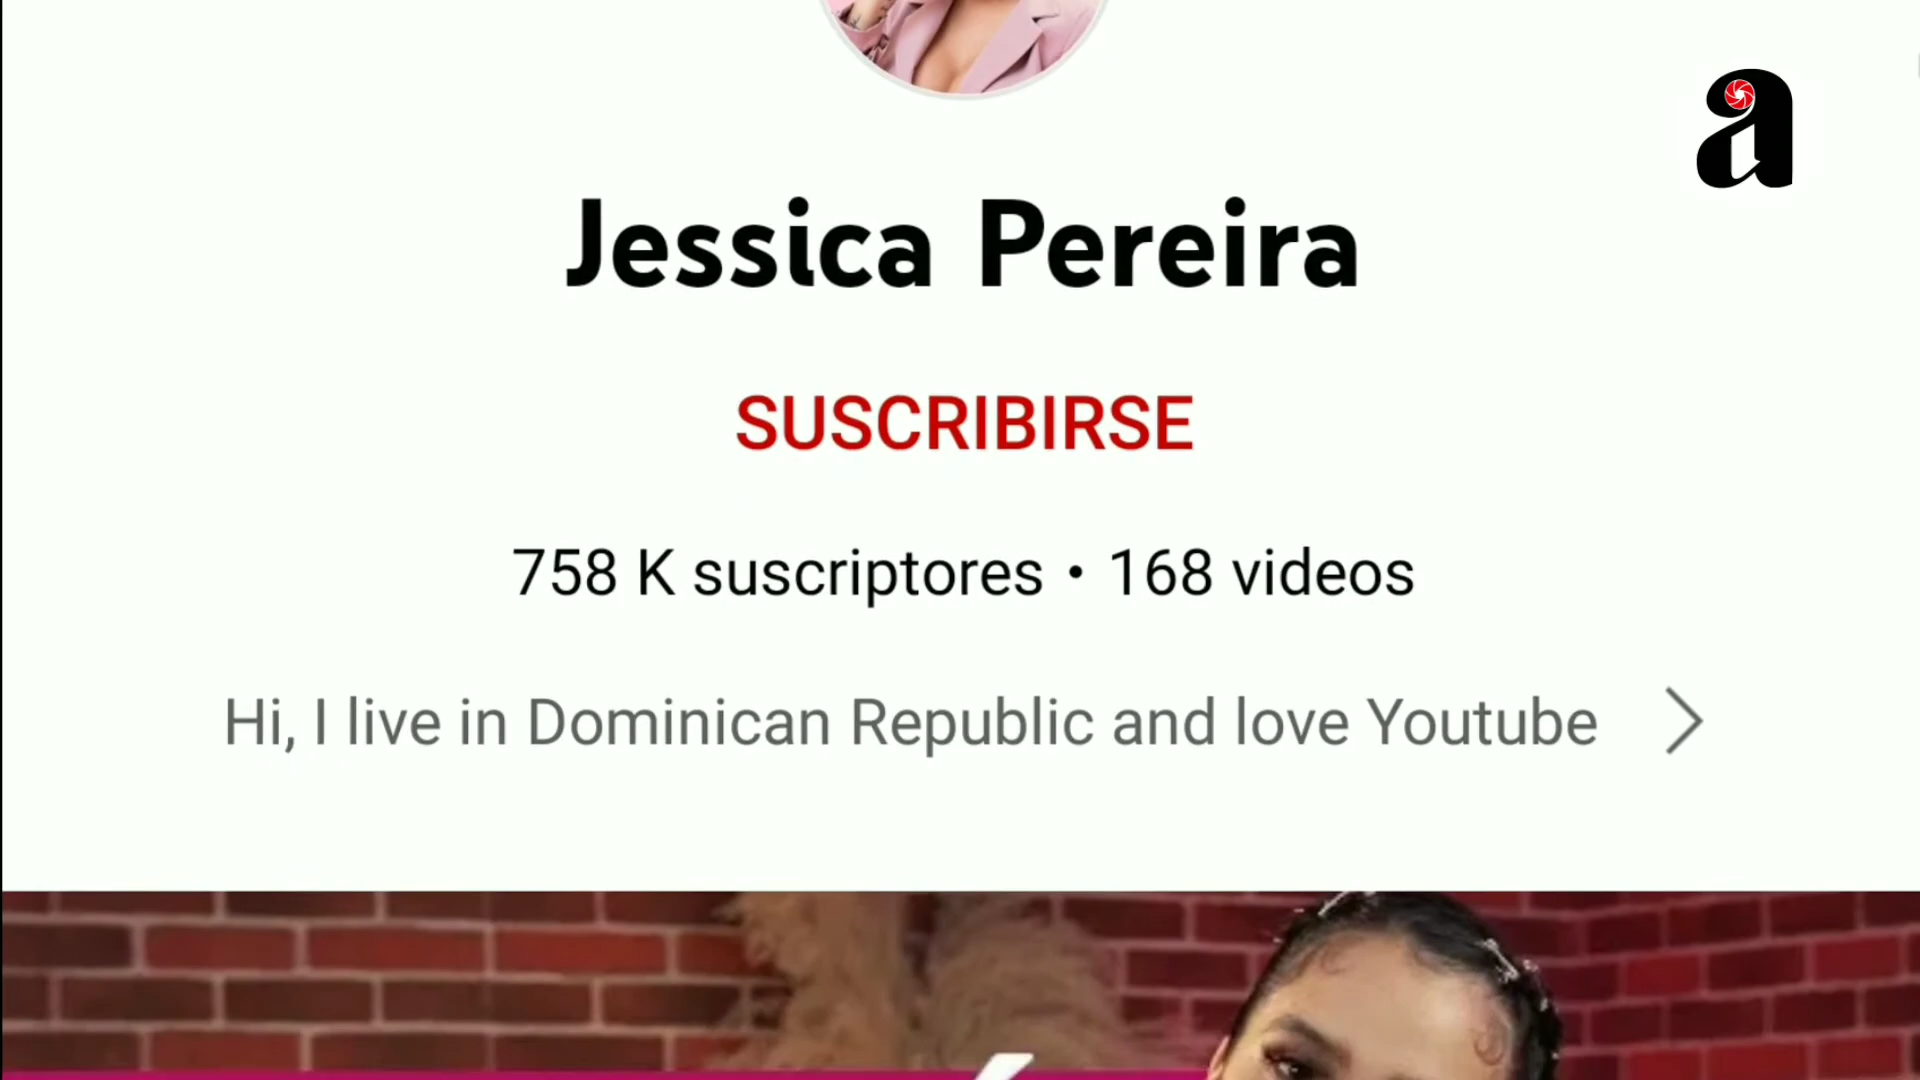 a
Jessica Pereira
SUSCRIBIRSE
758 K suscriptores • 168 videos
Hi, I live in Dominican Republic and love Youtube